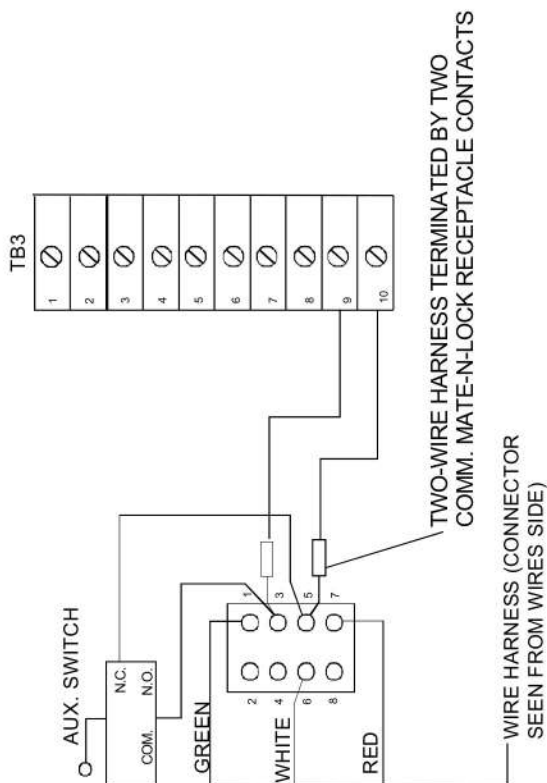 TB3
1
2
3
4
5
6
7
8
9
10
TWO-WIRE HARNESS TERMINATED BY TWO
COMM. MATE-N-LOCK RECEPTACLE CONTACTS
AUX. SWITCH
N.C.
COM. N.O.
GREEN
WHITE
RED
1
3
5
7
2
4
6
8
WIRE HARNESS (CONNECTOR
SEEN FROM WIRES SIDE)